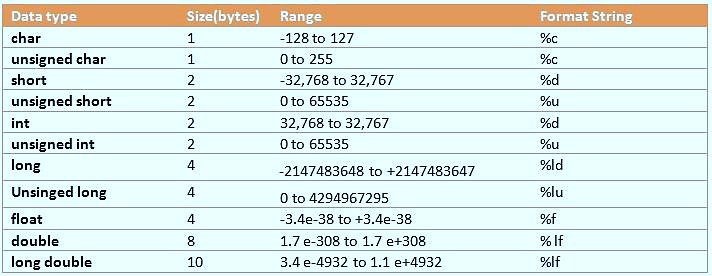 Data type Size(bytes) Range Format String
char 1 -128 to 127 %c
unsigned char 1 0 to 255 %c
short 2 -32,768 to 32,767 %d
unsigned short 2 0 to 65535 %u
int 2 32,768 to 32,767 %d
unsigned int 2 0 to 65535 %u
long 4 -2147483648 to +2147483647 %ld
Unsinged long 4 0 to 4294967295 %lu
float 4 -3.4e-38 to +3.4e-38 %f
double 8 1.7 e-308 to 1.7 e+308 % lf
long double 10 3.4 e-4932 to 1.1 e+4932 %lf